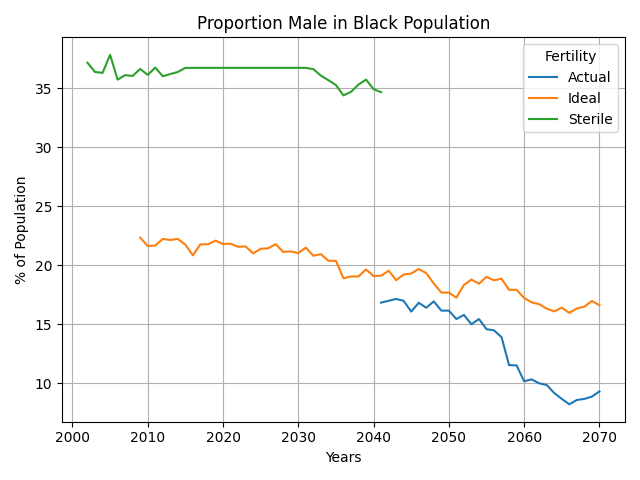 Proportion Male in Black Population
Fertility
Actual
Ideal
Sterile
% of Population
35
30
25
20
15
10
2000 2010 2020 2030 2040 2050 2060 2070
Years